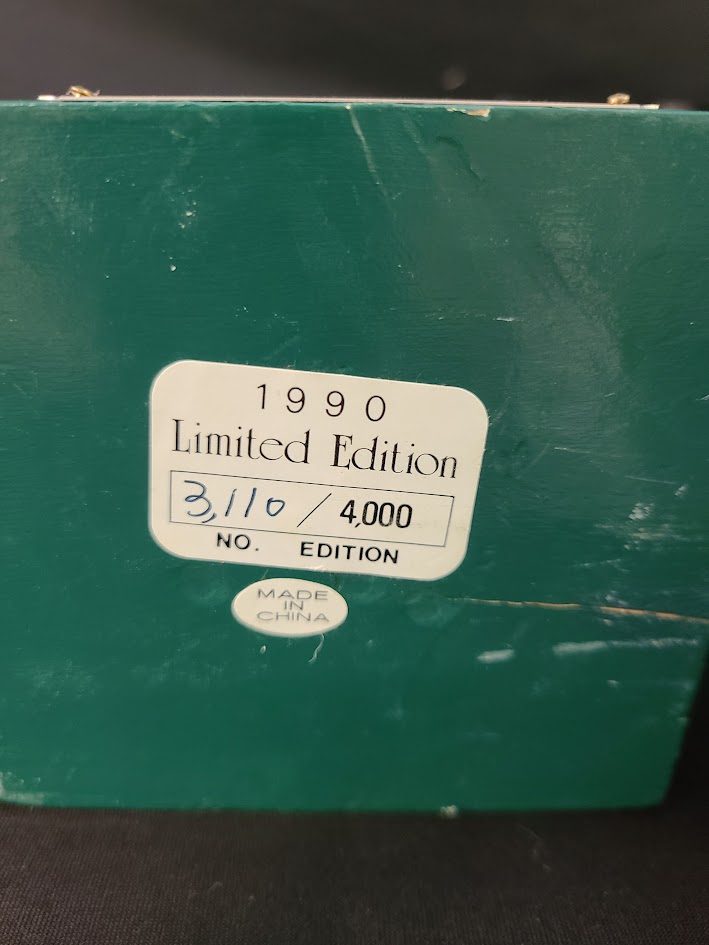 1990
Limited Edition
3,110 / 4,000
NO. EDITION
MADE
IN
CHINA